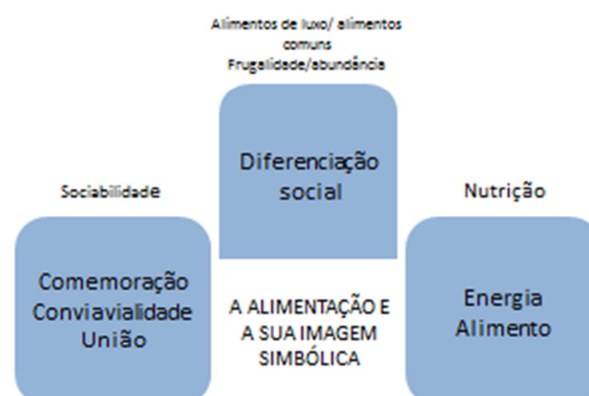 Alimentos de luxo/ alimentos
comuns
Frugalidade/abundância
Diferenciação
social
Sociabilidade
Nutrição
Comemoração
Conviavialidade
União
A ALIMENTAÇÃO E
A SUA IMAGEM
SIMBÓLICA
Energia
Alimento